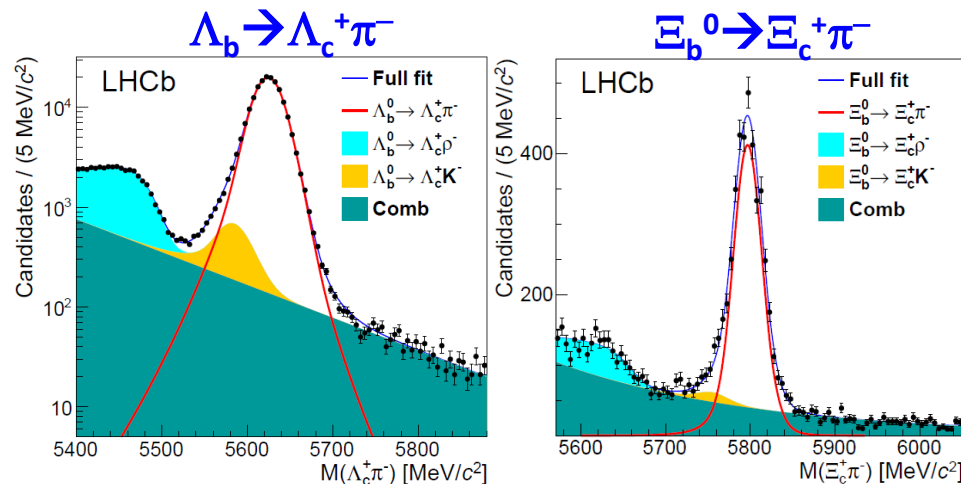 Λb→Λc⁺π⁻
Ξb⁰→Ξc⁺π⁻
LHCb
Full fit
Λb⁰→Λc⁺π⁻
Λb⁰→Λc⁺ρ⁻
Λb⁰→Λc⁺K⁻
Comb
Candidates / (5 MeV/c²)
10⁴
10³
10²
10
5400 5500 5600 5700 5800
M(Λc⁺π⁻) [MeV/c²]
LHCb
Full fit
Ξb⁰→Ξc⁺π⁻
Ξb⁰→Ξc⁺ρ⁻
Ξb⁰→Ξc⁺K⁻
Comb
Candidates / (5 MeV/c²)
400
200
5600 5700 5800 5900 6000
M(Ξc⁺π⁻) [MeV/c²]